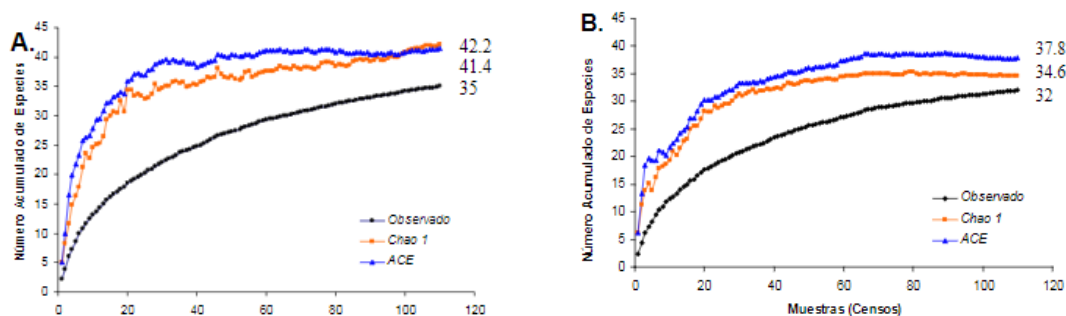 A.
Número Acumulado de Especies
45
40
35
30
25
20
15
10
5
0
0 20 40 60 80 100 120
42.2
41.4
35
Observado
Chao 1
ACE
B.
Número Acumulado de Especies
45
40
35
30
25
20
15
10
5
0
0 20 40 60 80 100 120
Muestras (Censos)
37.8
34.6
32
Observado
Chao 1
ACE